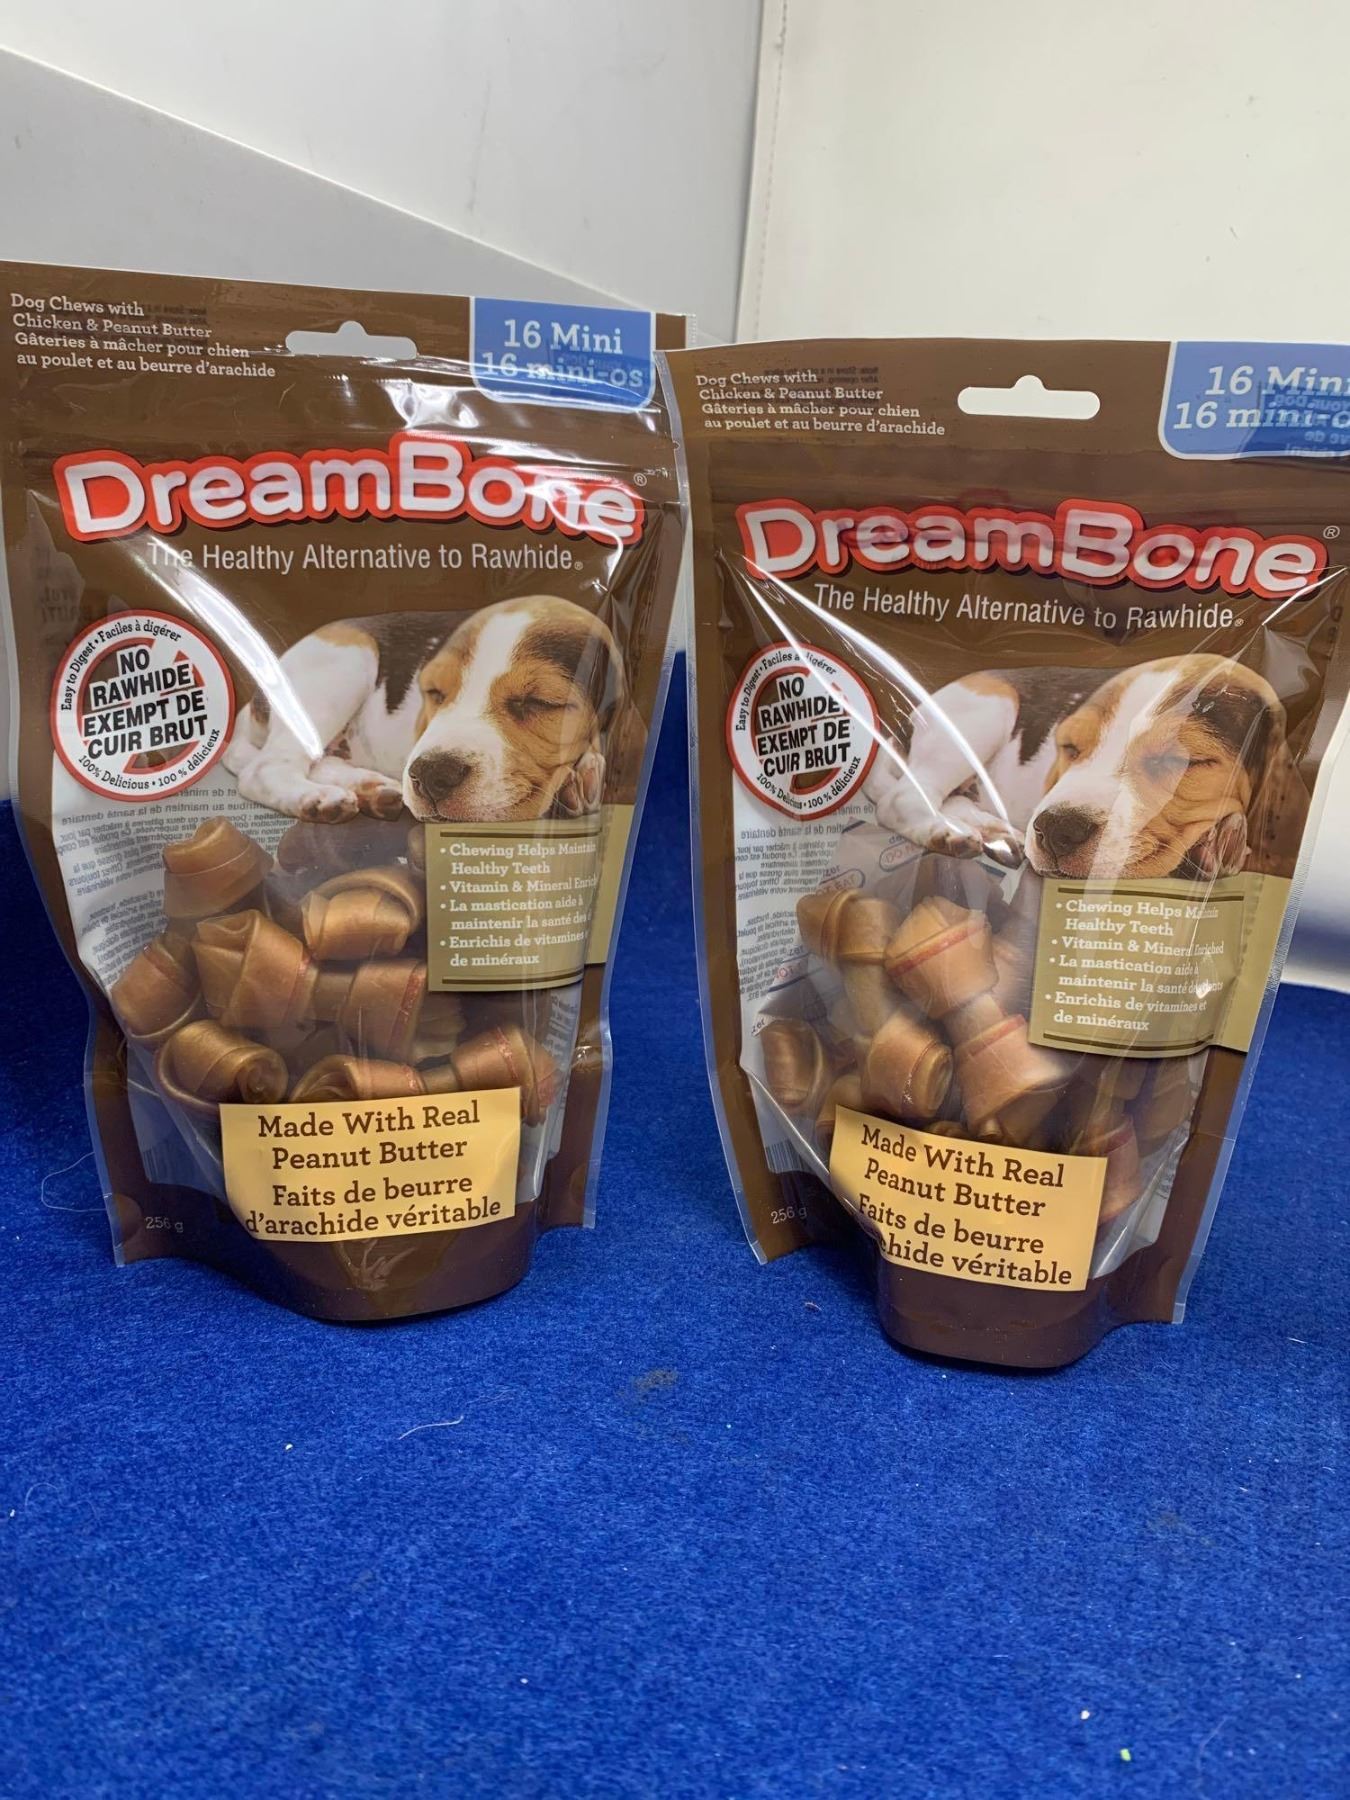 Dog Chews with
Chicken & Peanut Butter
Gâteries à mâcher pour chien
au poulet et au beurre d'arachide
16 Mini
16 mini-os
DreamBone®
The Healthy Alternative to Rawhide®
Easy to Digest • Faciles à digérer
NO
RAWHIDE
EXEMPT DE
CUIR BRUT
100% Delicious • 100 % délicieux
• Chewing Helps Maintain
Healthy Teeth
• Vitamin & Mineral Enric
• La mastication aide à
maintenir la santé des d
• Enrichis de vitamines
de minéraux
Made With Real
Peanut Butter
Faits de beurre
d'arachide véritable
256 g
Dog Chews with
Chicken & Peanut Butter
Gâteries à mâcher pour chien
au poulet et au beurre d'arachide
16 Mini
16 mini-o
DreamBone®
The Healthy Alternative to Rawhide®
Easy to Digest • Faciles à digérer
NO
RAWHIDE
EXEMPT DE
CUIR BRUT
100% Delicious • 100 % délicieux
• Chewing Helps Maintain
Healthy Teeth
• Vitamin & Mineral Enriched
• La mastication aide à
maintenir la santé des dents
• Enrichis de vitamines et
de minéraux
Made With Real
Peanut Butter
Faits de beurre
chide véritable
256 g